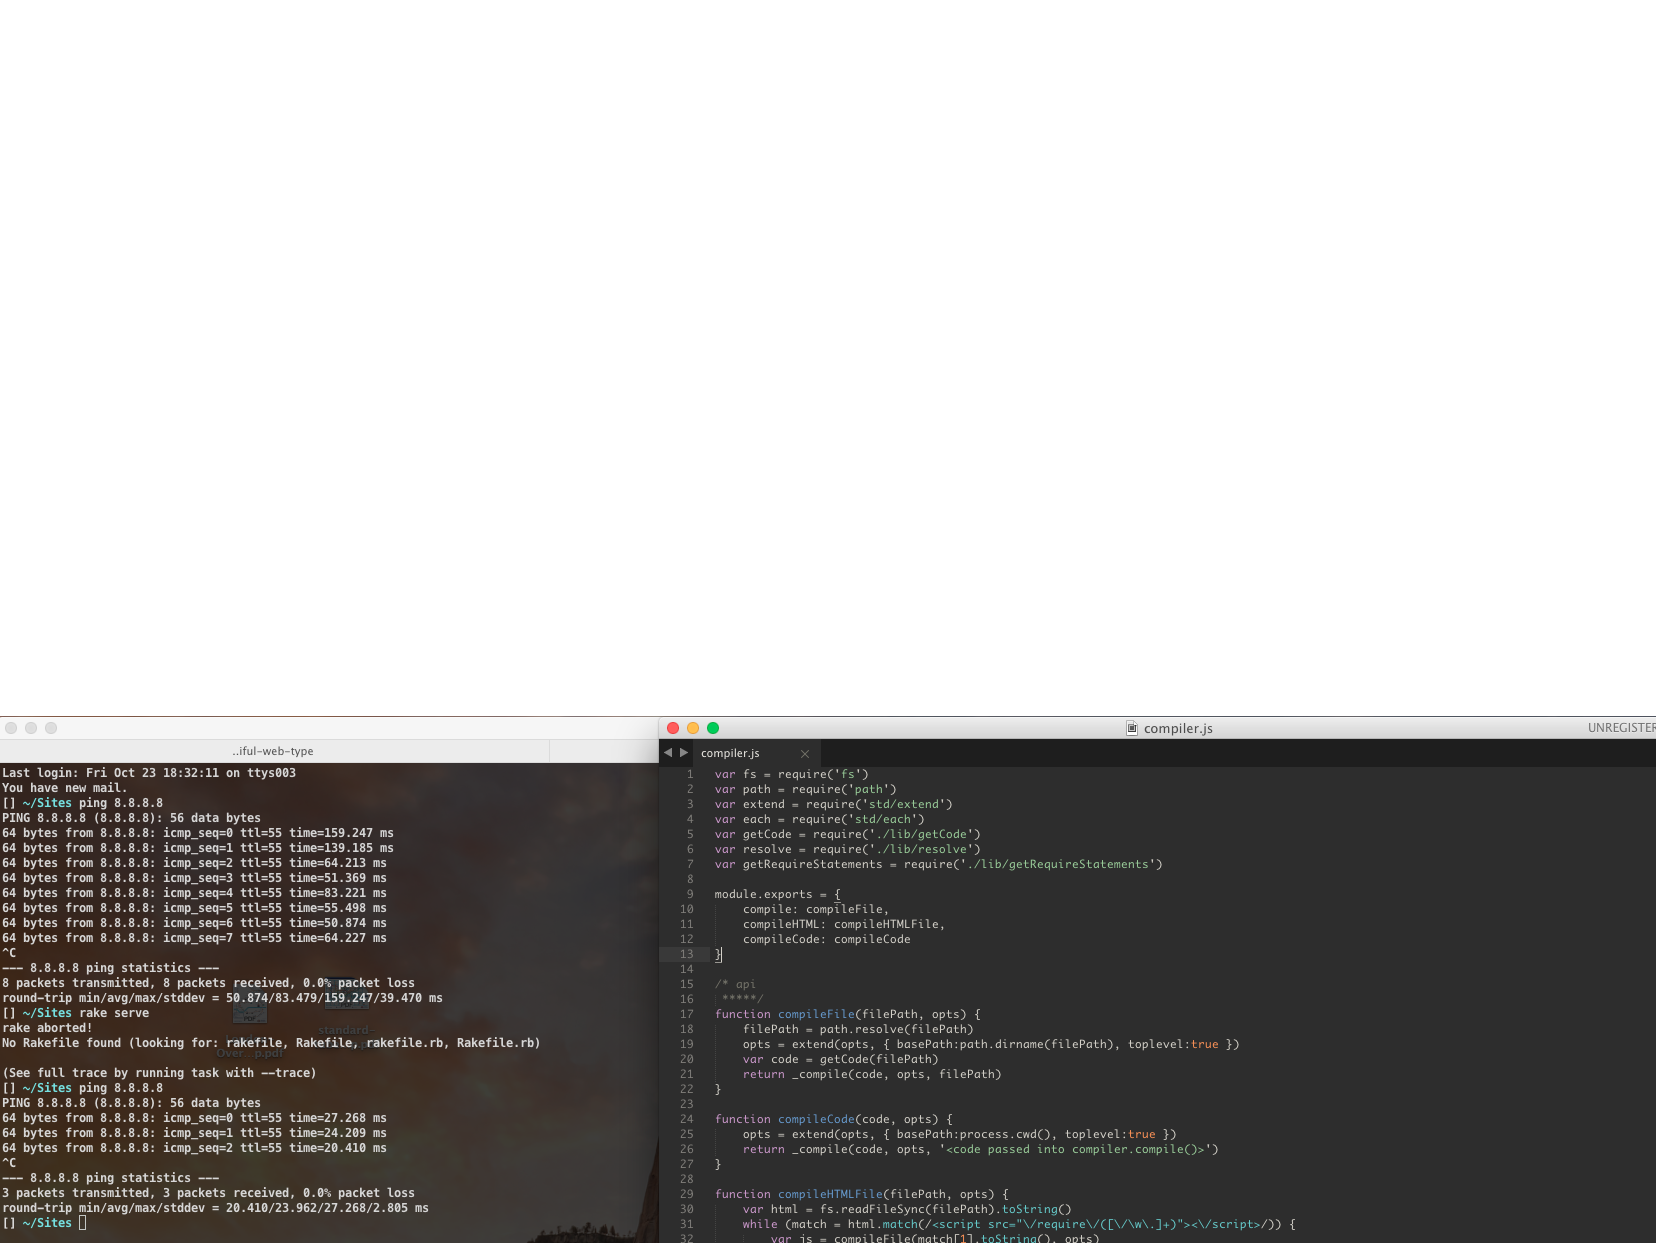 ..iful-web-type
Last login: Fri Oct 23 18:32:11 on ttys003
You have new mail.
[] ~/Sites ping 8.8.8.8
PING 8.8.8.8 (8.8.8.8): 56 data bytes
64 bytes from 8.8.8.8: icmp_seq=0 ttl=55 time=159.247 ms
64 bytes from 8.8.8.8: icmp_seq=1 ttl=55 time=139.185 ms
64 bytes from 8.8.8.8: icmp_seq=2 ttl=55 time=64.213 ms
64 bytes from 8.8.8.8: icmp_seq=3 ttl=55 time=51.369 ms
64 bytes from 8.8.8.8: icmp_seq=4 ttl=55 time=83.221 ms
64 bytes from 8.8.8.8: icmp_seq=5 ttl=55 time=55.498 ms
64 bytes from 8.8.8.8: icmp_seq=6 ttl=55 time=50.874 ms
64 bytes from 8.8.8.8: icmp_seq=7 ttl=55 time=64.227 ms
^C
--- 8.8.8.8 ping statistics ---
8 packets transmitted, 8 packets received, 0.0% packet loss
round-trip min/avg/max/stddev = 50.874/83.479/159.247/39.470 ms
[] ~/Sites rake serve
rake aborted!
No Rakefile found (looking for: rakefile, Rakefile, rakefile.rb, Rakefile.rb)
(See full trace by running task with --trace)
[] ~/Sites ping 8.8.8.8
PING 8.8.8.8 (8.8.8.8): 56 data bytes
64 bytes from 8.8.8.8: icmp_seq=0 ttl=55 time=27.268 ms
64 bytes from 8.8.8.8: icmp_seq=1 ttl=55 time=24.209 ms
64 bytes from 8.8.8.8: icmp_seq=2 ttl=55 time=20.410 ms
^C
--- 8.8.8.8 ping statistics ---
3 packets transmitted, 3 packets received, 0.0% packet loss
round-trip min/avg/max/stddev = 20.410/23.962/27.268/2.805 ms
[] ~/Sites
PDF
standard-
Over... p.pdf
compiler.js
UNREGISTER
compiler.js
1 var fs = require('fs')
2 var path = require('path')
3 var extend = require('std/extend')
4 var each = require('std/each')
5 var getCode = require('./lib/getCode')
6 var resolve = require('./lib/resolve')
7 var getRequireStatements = require('./lib/getRequireStatements')
8
9 module.exports = {
10 compile: compileFile,
11 compileHTML: compileHTMLFile,
12 compileCode: compileCode
13 }
14
15 /* api
16 *****/
17 function compileFile(filePath, opts) {
18 filePath = path.resolve(filePath)
19 opts = extend(opts, { basePath:path.dirname(filePath), toplevel:true })
20 var code = getCode(filePath)
21 return _compile(code, opts, filePath)
22 }
23
24 function compileCode(code, opts) {
25 opts = extend(opts, { basePath:process.cwd(), toplevel:true })
26 return _compile(code, opts, '<code passed into compiler.compile()>')
27 }
28
29 function compileHTMLFile(filePath, opts) {
30 var html = fs.readFileSync(filePath).toString()
31 while (match = html.match(/<script src="\/require\/([\/\w\.]+)"><\/script>/)) {
32 var js = compileFile(match[1].toString(), opts)